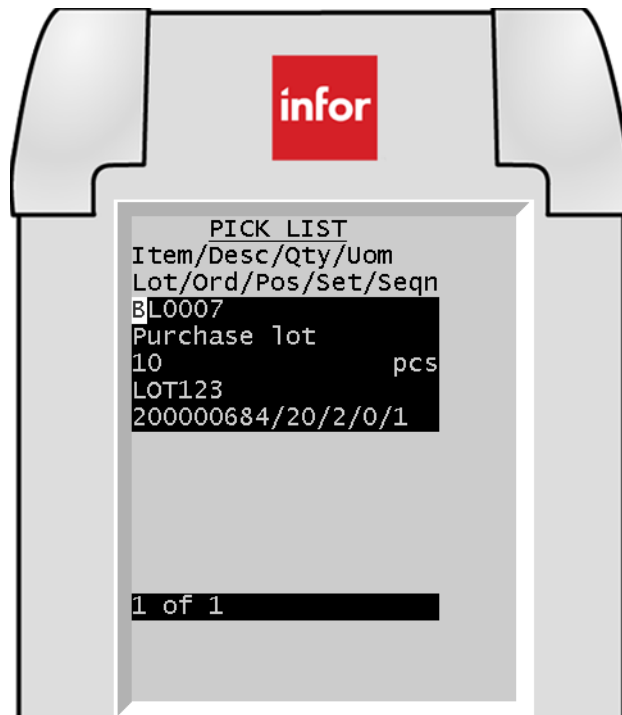 infor
PICK LIST
Item/Desc/Qty/Uom
Lot/Ord/Pos/Set/Seqn
BL0007
Purchase lot
10 pcs
LOT123
200000684/20/2/0/1
1 of 1